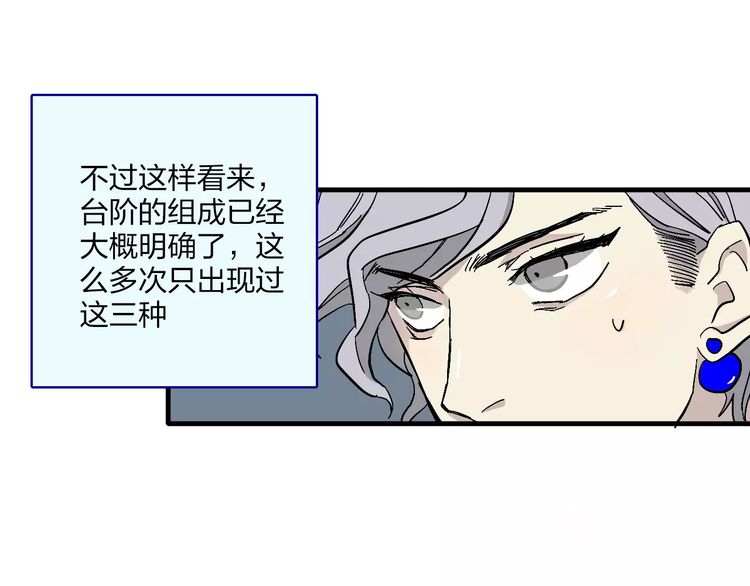 不过这样看来，
台阶的组成已经
大概明确了，这
么多次只出现过
这三种